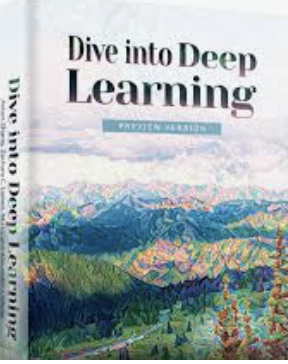 Dive into Deep
Learning
PREVIEW VERSION
Dive into Deep Learning